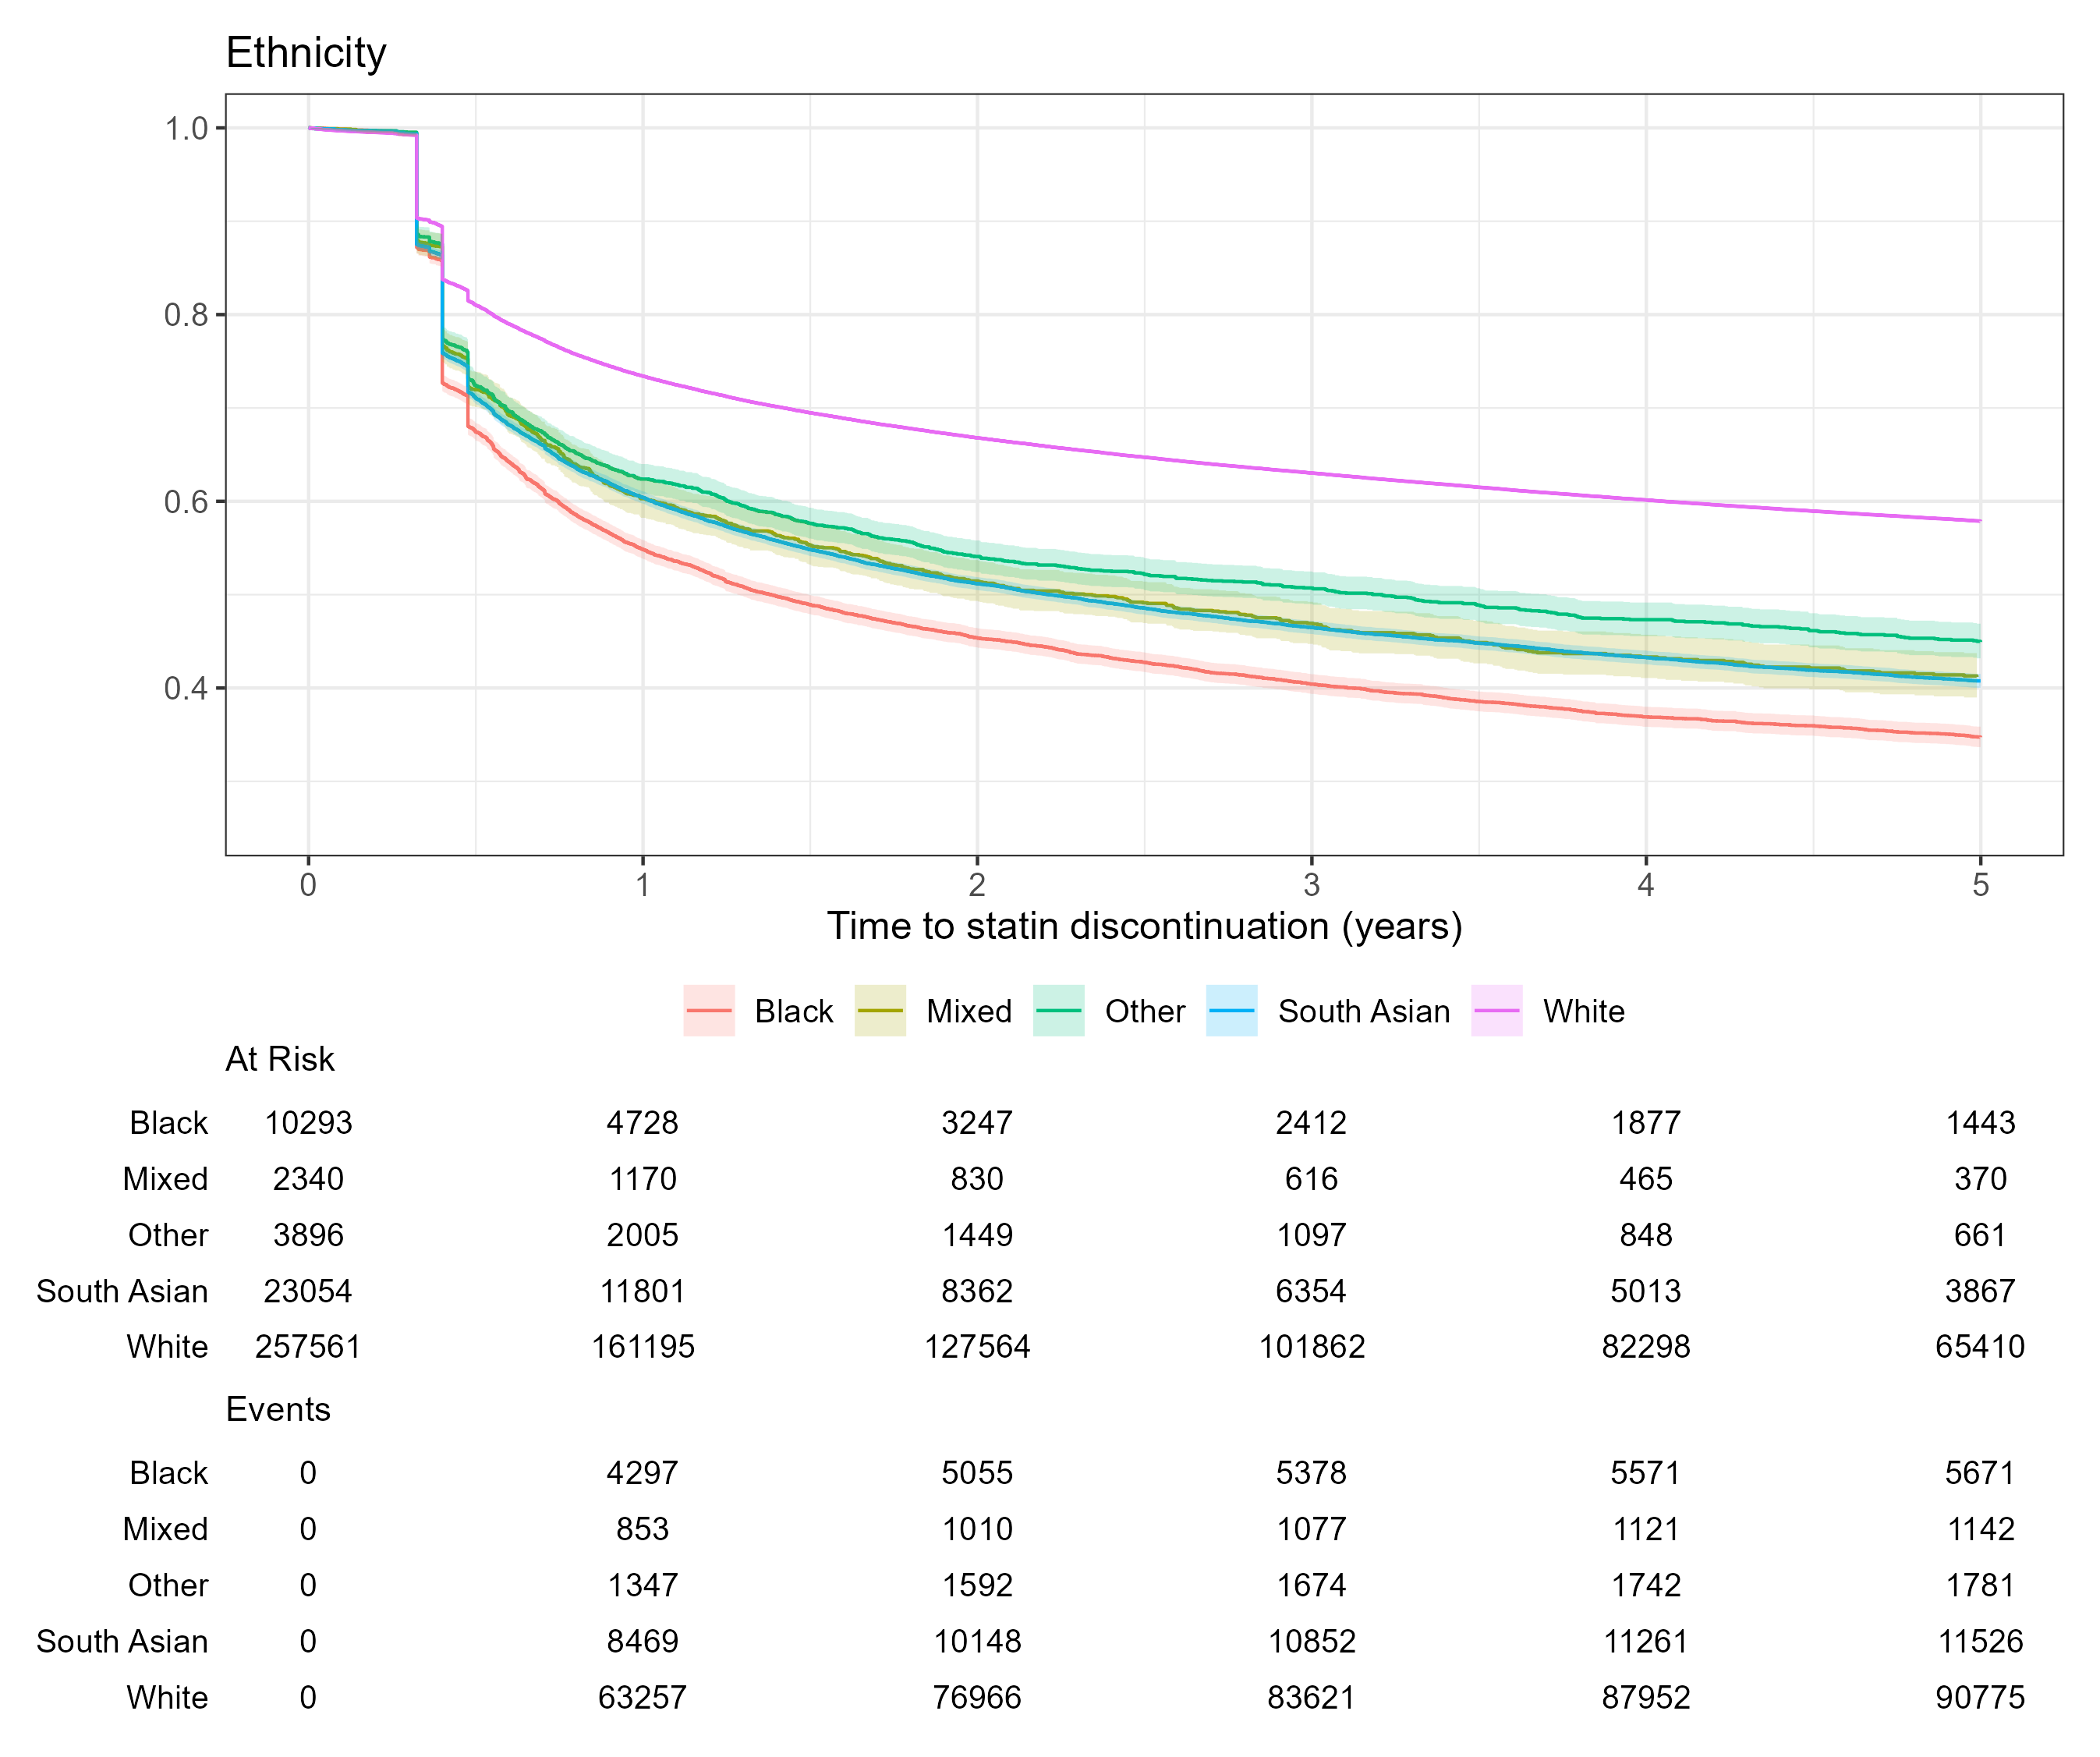 Ethnicity
1.0
0.8
0.6
0.4
0 1 2 3 4 5
Time to statin discontinuation (years)
Black Mixed Other South Asian White
At Risk
Black 10293 4728 3247 2412 1877 1443
Mixed 2340 1170 830 616 465 370
Other 3896 2005 1449 1097 848 661
South Asian 23054 11801 8362 6354 5013 3867
White 257561 161195 127564 101862 82298 65410
Events
Black 0 4297 5055 5378 5571 5671
Mixed 0 853 1010 1077 1121 1142
Other 0 1347 1592 1674 1742 1781
South Asian 0 8469 10148 10852 11261 11526
White 0 63257 76966 83621 87952 90775